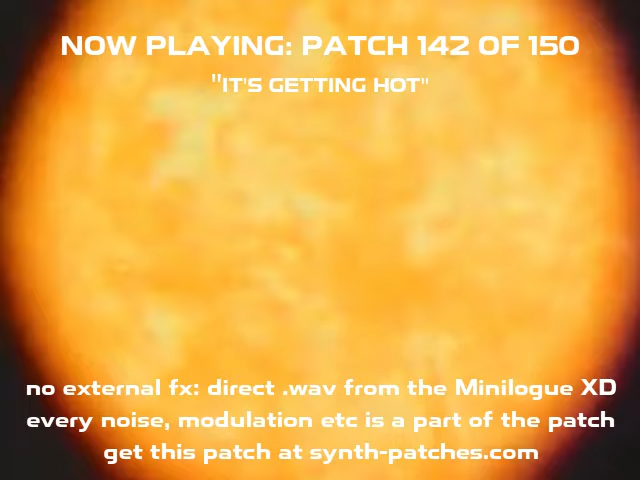 NOW PLAYING: PATCH 142 OF 150
"IT'S GETTING HOT"
no external fx: direct .wav from the Minilogue XD
every noise, modulation etc is a part of the patch
get this patch at synth-patches.com